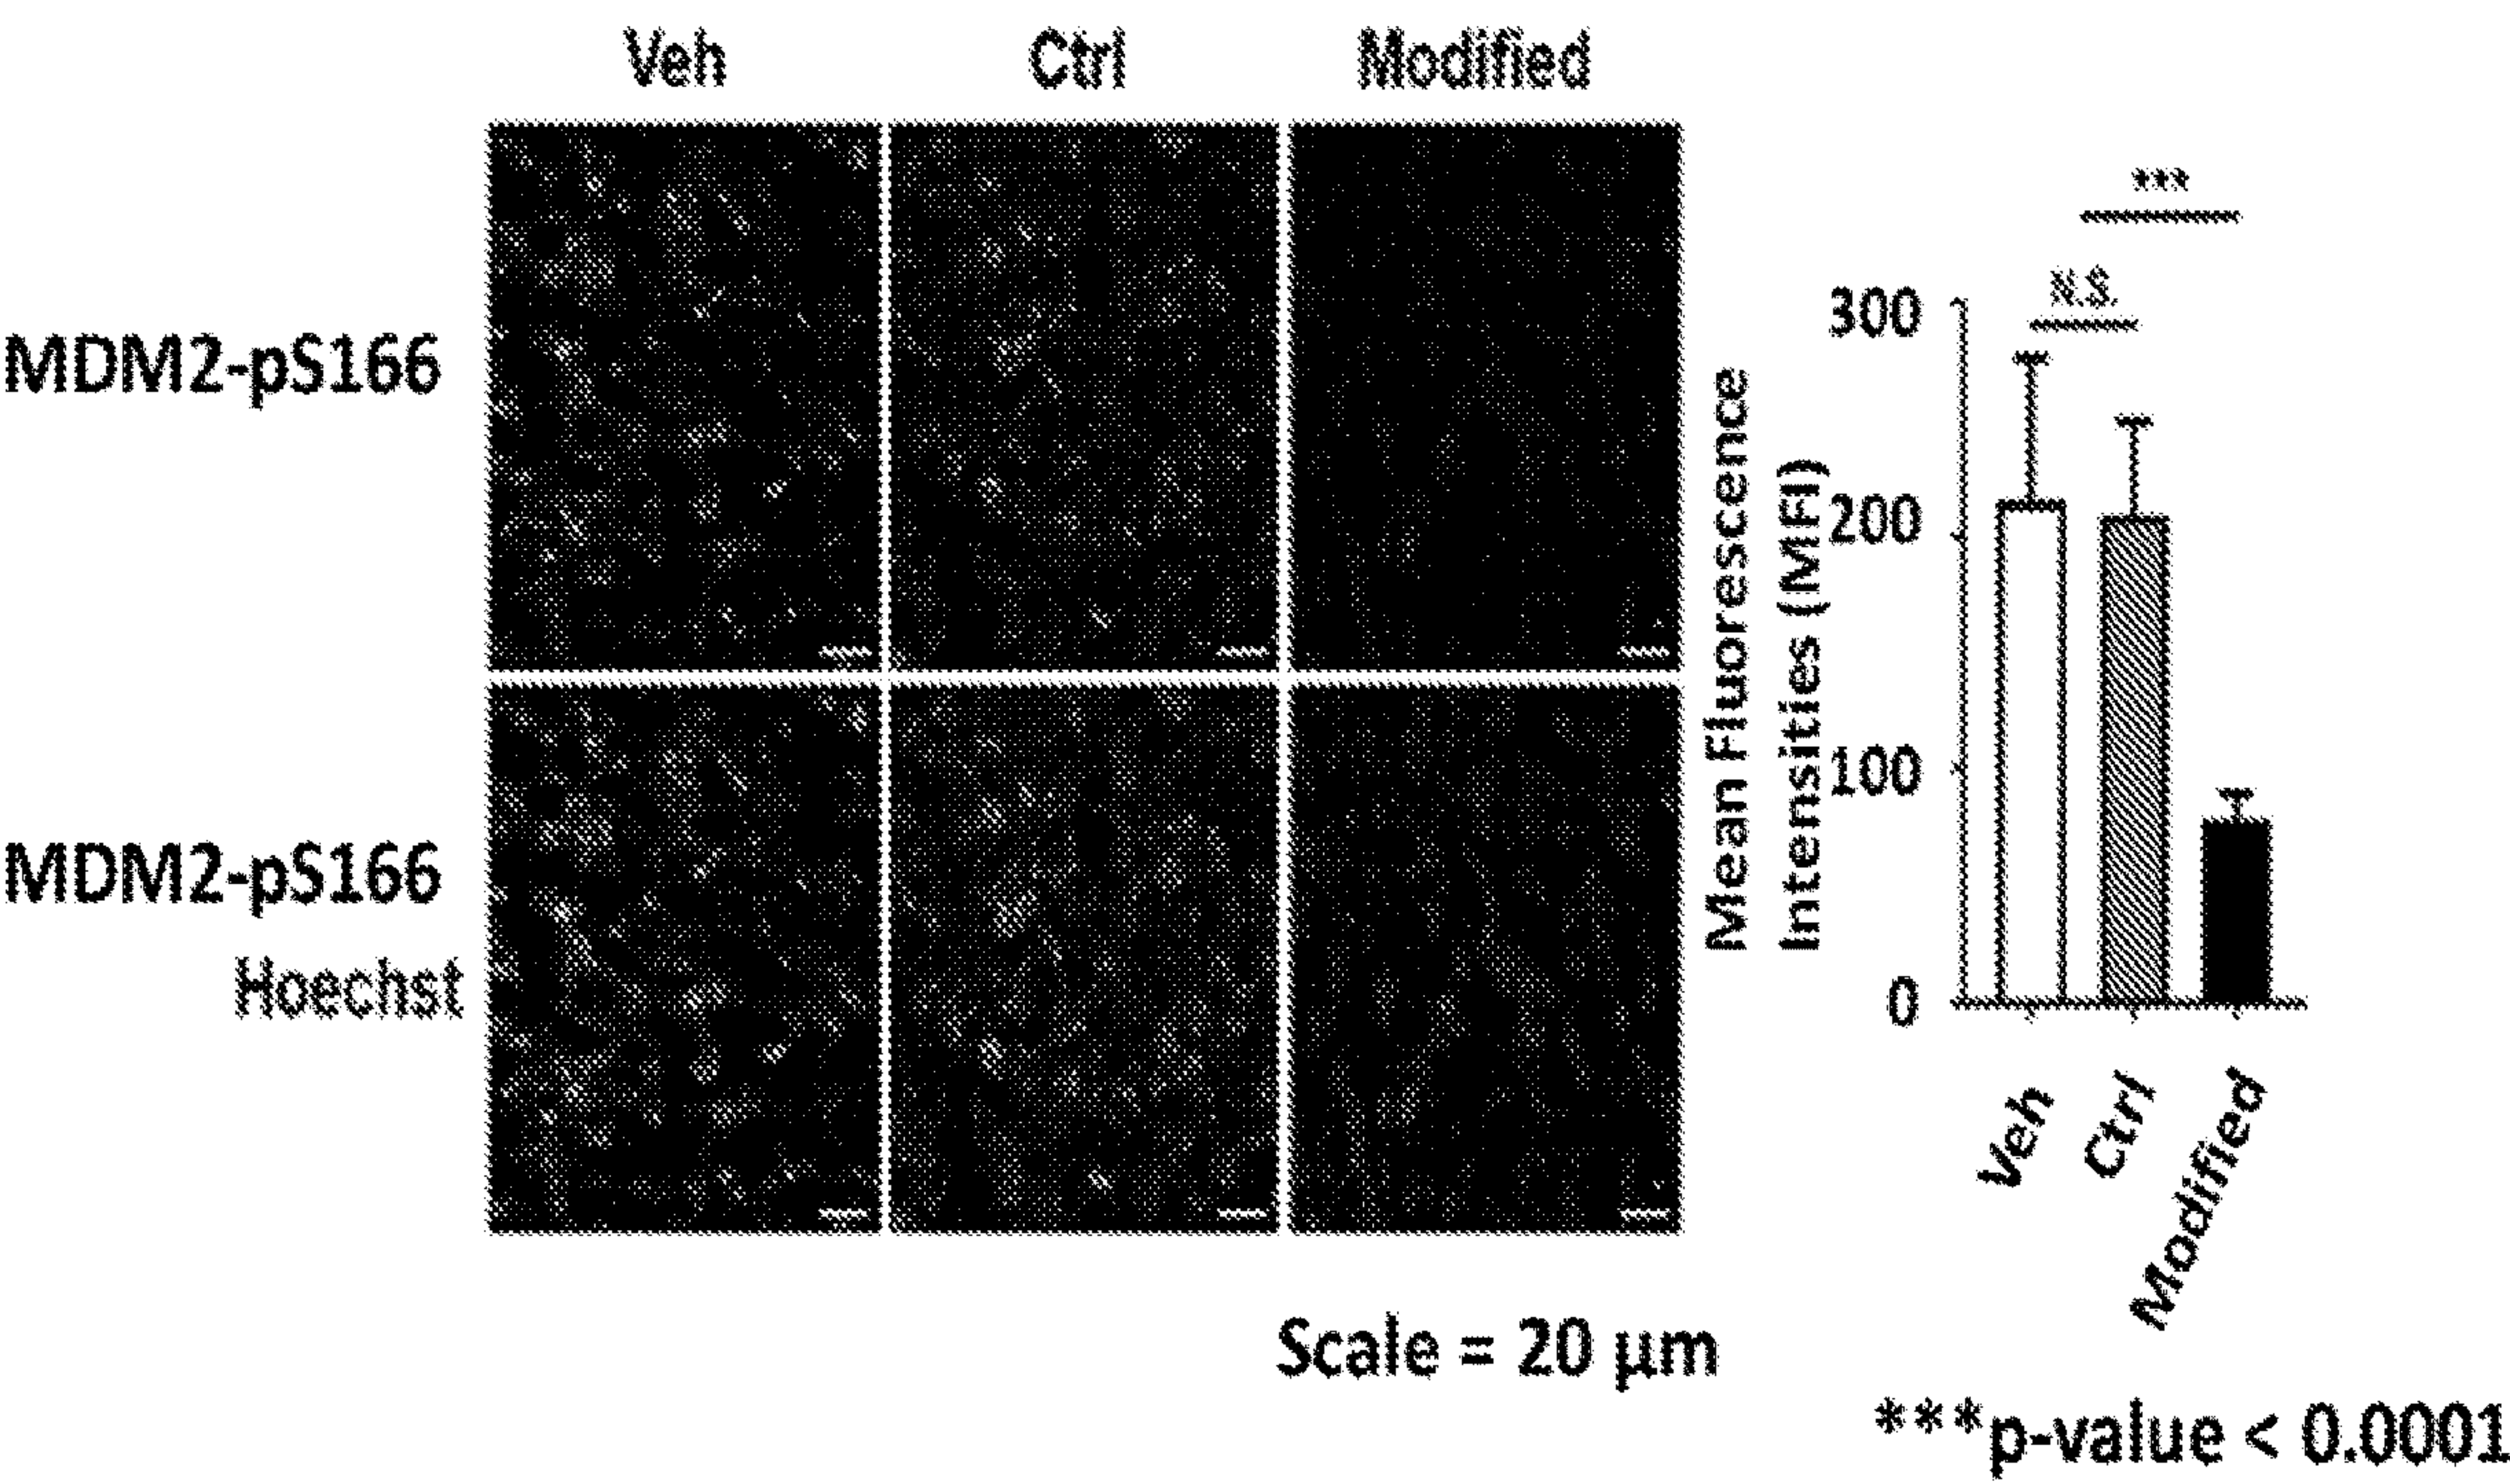 Veh Ctrl Modified
MDM2-pS166
MDM2-pS166
Hoechst
Scale = 20 µm
Mean Fluorescence
Intensities (MFI)
***
N.S.
300
200
100
0
Veh
Ctrl
Modified
***p-value < 0.0001